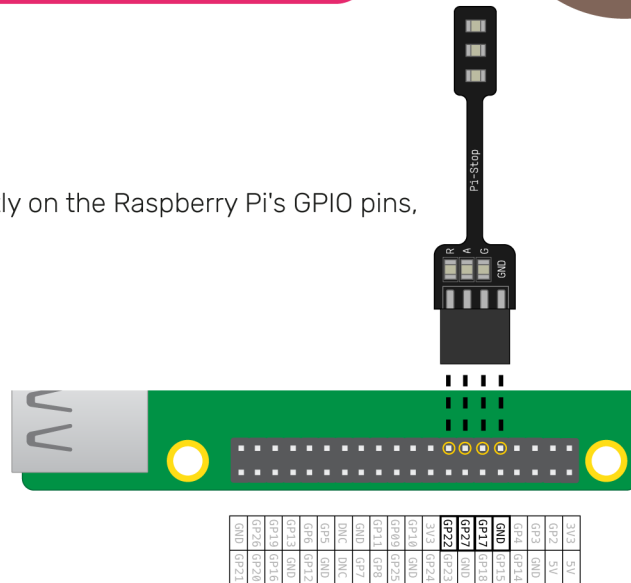 Pi-Stop
tly on the Raspberry Pi's GPIO pins,
R A G GND
GND GP26 GP19 GP13 GP6 GP5 DNC GND GP11 GP09 GP10 3V3 GP22 GP27 GP17 GND GP4 GP3 GP2 3V3
GP21 GP20 GP16 GND GP12 GND DNC GP7 GP8 GP25 GND GP24 GP23 GND GP18 GP15 GP14 GND 5V 5V